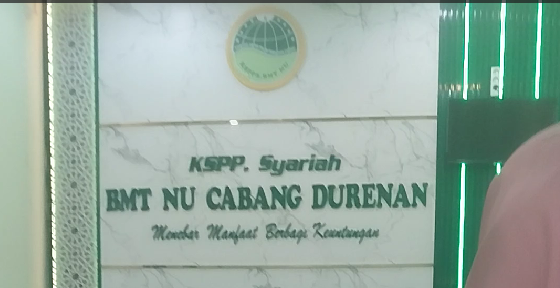 KSPP. Syariah
BMT NU CABANG DURENAN
Menebar Manfaat Berbagi Keuntungan